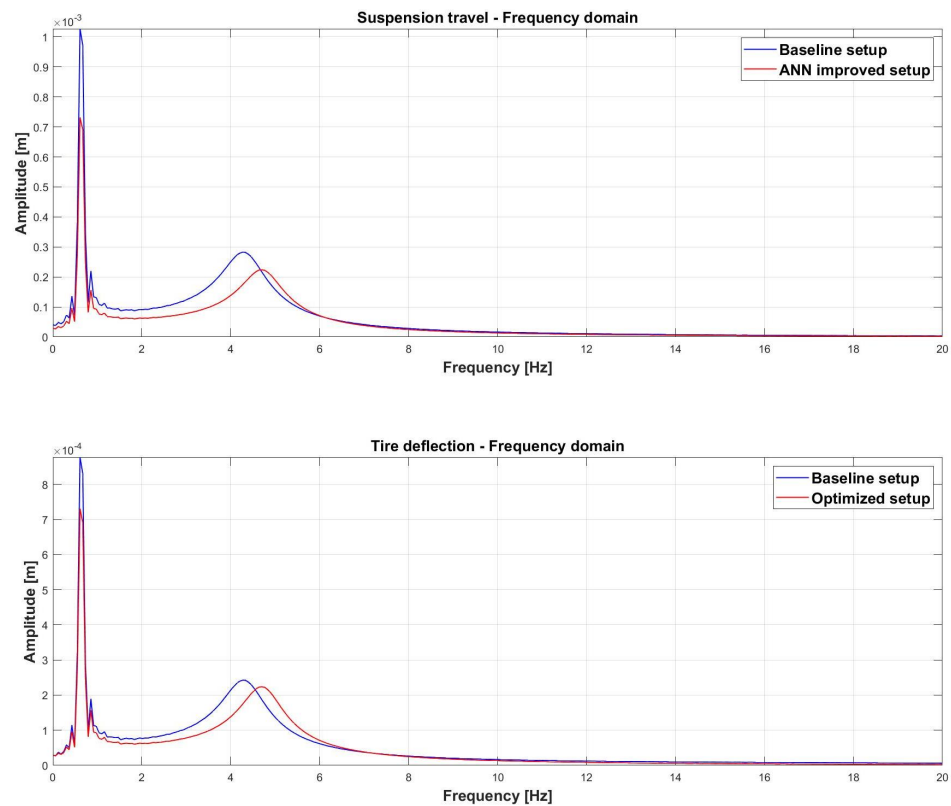 Suspension travel - Frequency domain
×10⁻³
1
0.9
0.8
0.7
0.6
0.5
0.4
0.3
0.2
0.1
0
Amplitude [m]
Baseline setup
ANN improved setup
0 2 4 6 8 10 12 14 16 18 20
Frequency [Hz]
Tire deflection - Frequency domain
×10⁻⁴
8
7
6
5
4
3
2
1
0
Amplitude [m]
Baseline setup
Optimized setup
0 2 4 6 8 10 12 14 16 18 20
Frequency [Hz]